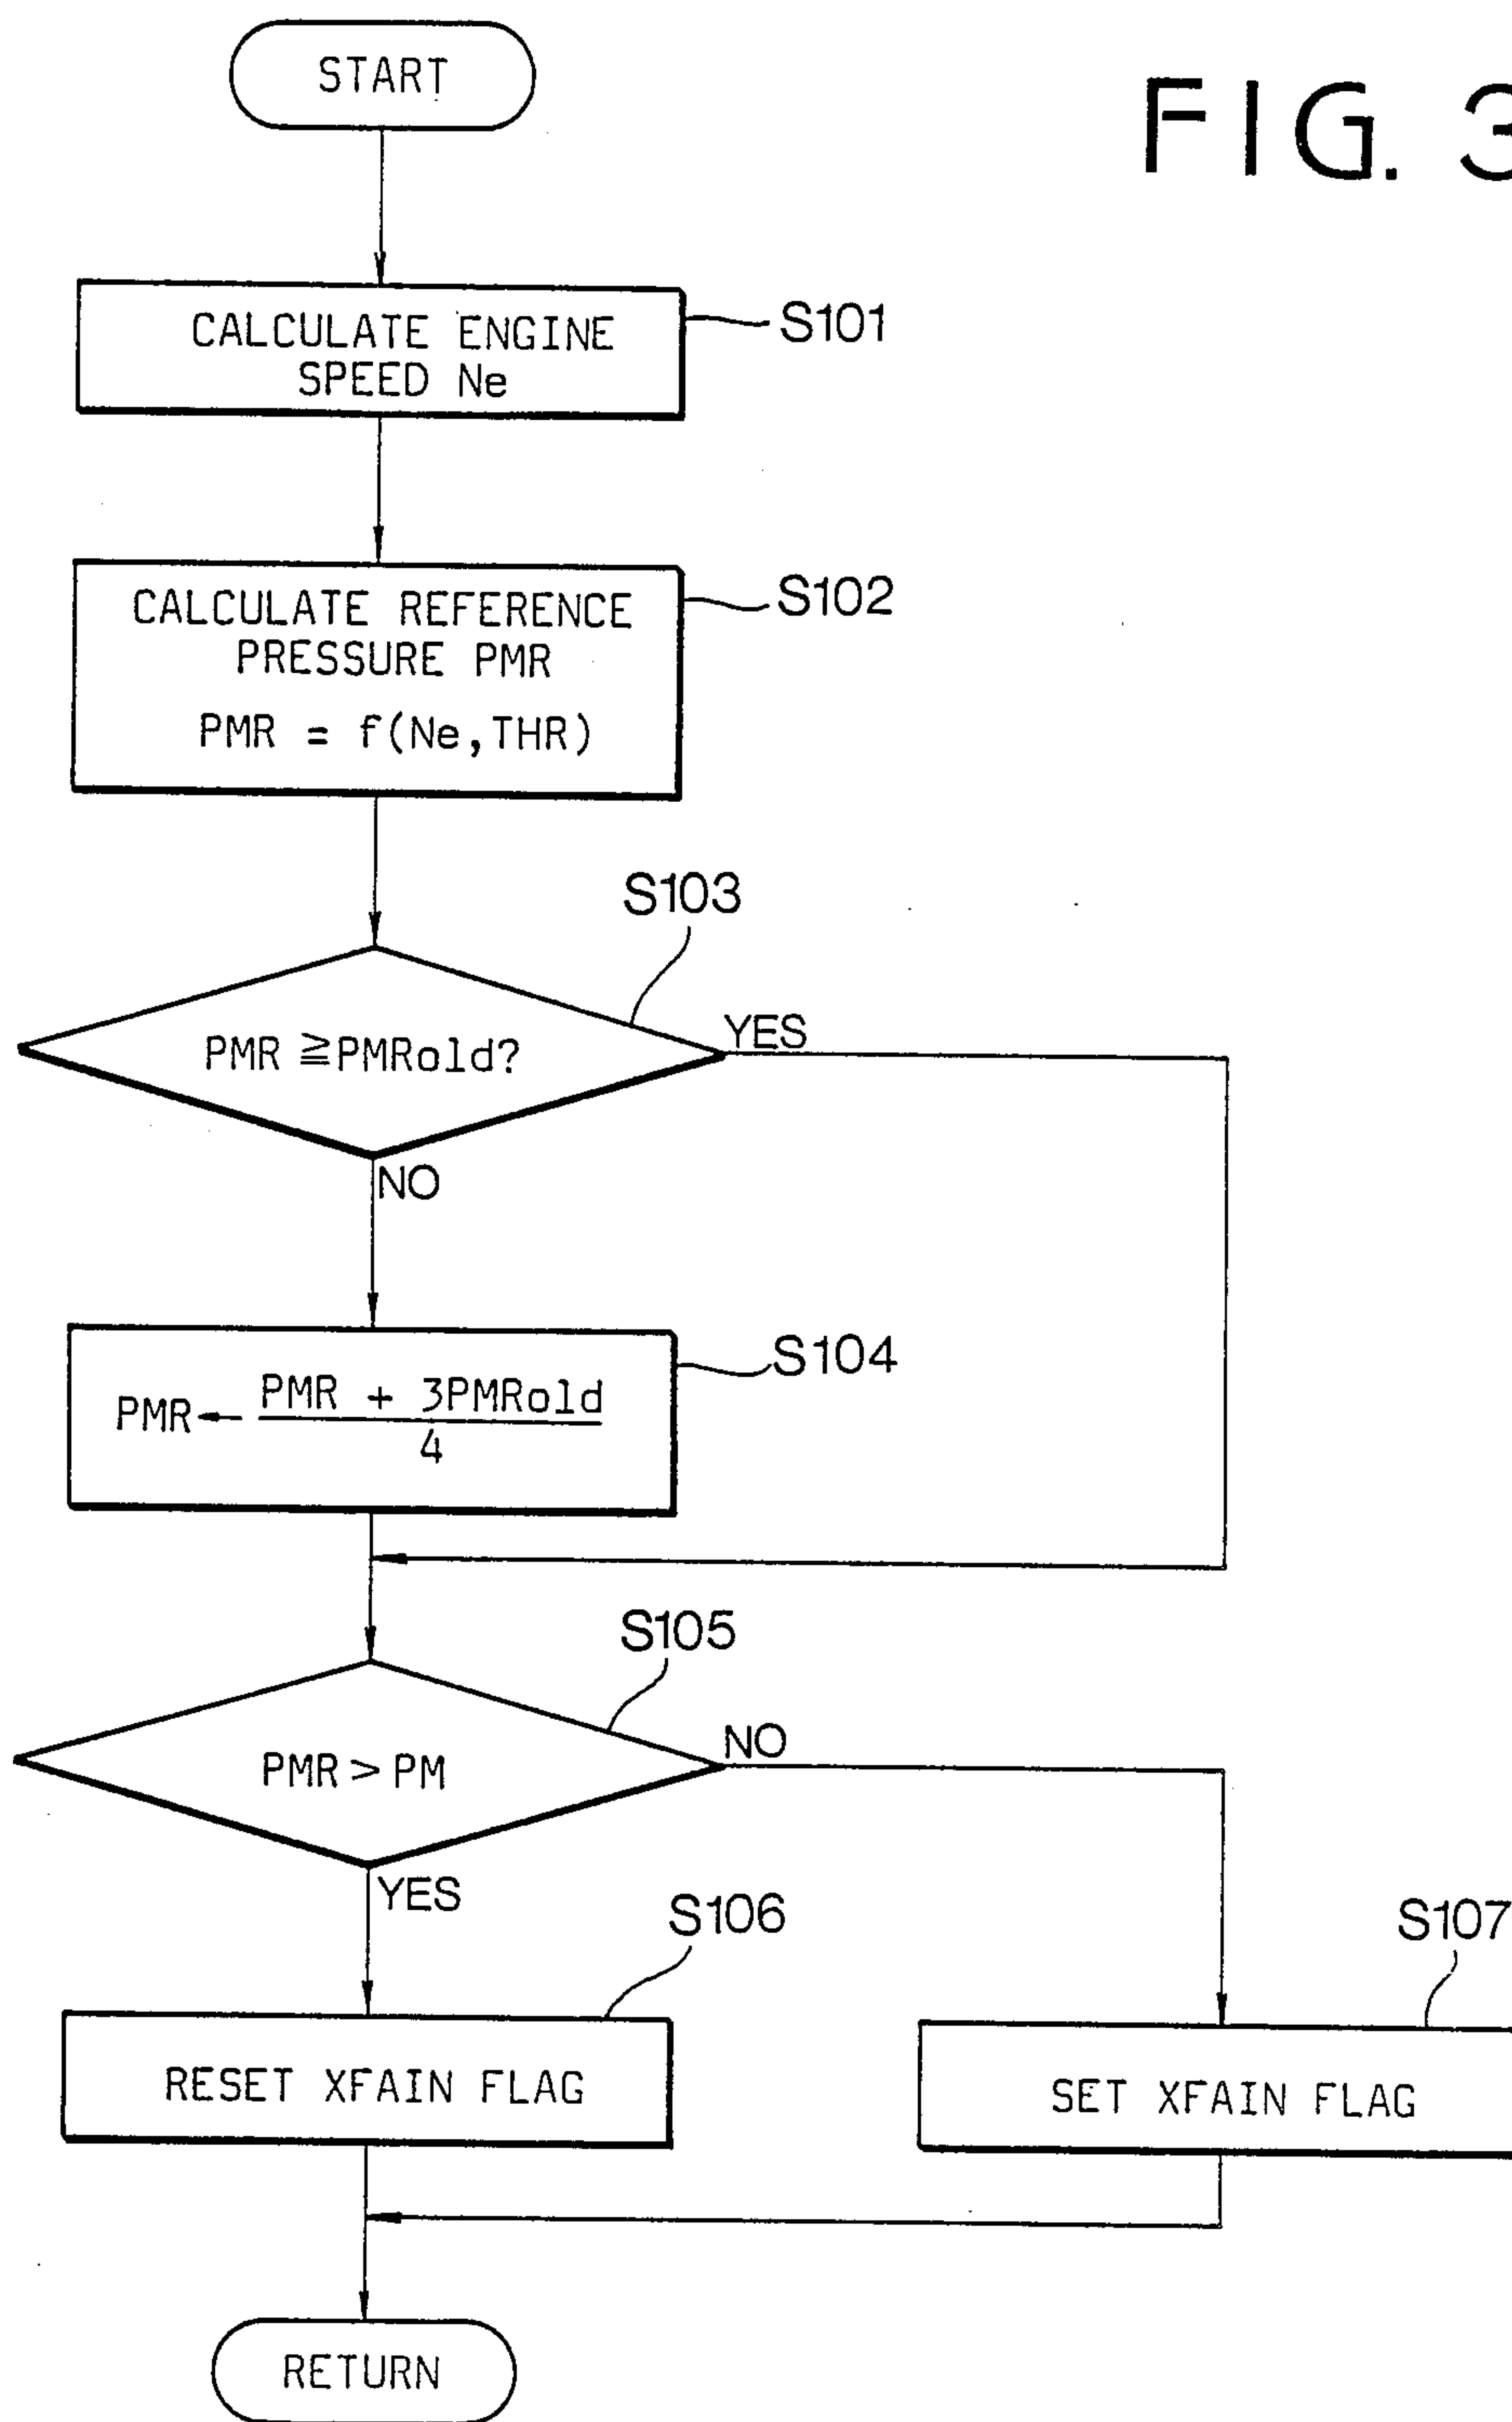 START
FIG. 3
CALCULATE ENGINE
SPEED Ne
S101
CALCULATE REFERENCE
PRESSURE PMR
PMR = f(Ne,THR)
S102
S103
PMR ≧ PMRold?
YES
NO
S104
PMR ← PMR + 3PMRold
4
S105
PMR > PM
NO
YES
S106
S107
RESET XFAIN FLAG
SET XFAIN FLAG
RETURN